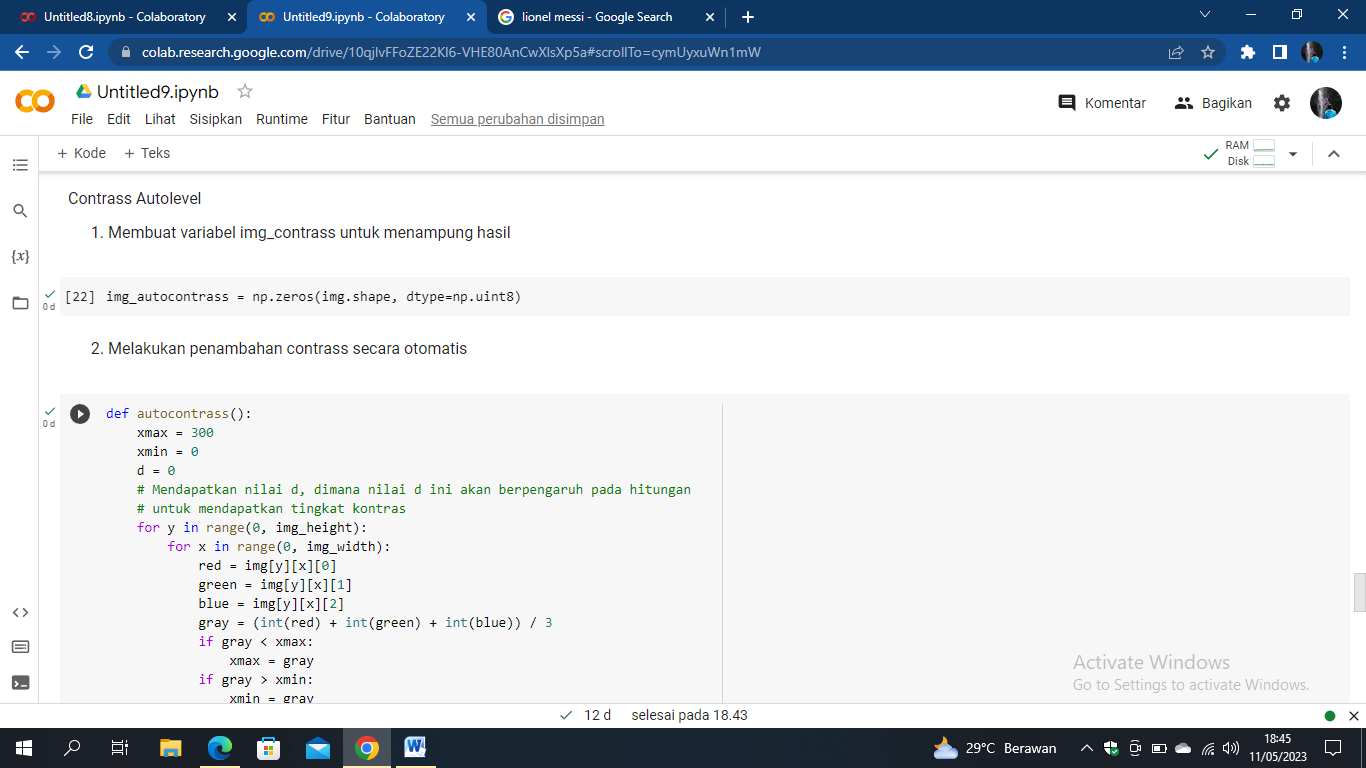 Untitled8.ipynb - Colaboratory
Untitled9.ipynb - Colaboratory
lionel messi - Google Search
colab.research.google.com/drive/10qjlvFFoZE22Kl6-VHE80AnCwXlsXp5a#scrollTo=cymUyxuWn1mW
Untitled9.ipynb
Komentar
Bagikan
File Edit Lihat Sisipkan Runtime Fitur Bantuan Semua perubahan disimpan
+ Kode + Teks
RAM
Disk
Contrass Autolevel
1. Membuat variabel img_contrass untuk menampung hasil
{x}
0 d
[22] img_autocontrass = np.zeros(img.shape, dtype=np.uint8)
2. Melakukan penambahan contrass secara otomatis
0 d
def autocontrass():
xmax = 300
xmin = 0
d = 0
# Mendapatkan nilai d, dimana nilai d ini akan berpengaruh pada hitungan
# untuk mendapatkan tingkat kontras
for y in range(0, img_height):
for x in range(0, img_width):
red = img[y][x][0]
green = img[y][x][1]
blue = img[y][x][2]
gray = (int(red) + int(green) + int(blue)) / 3
if gray < xmax:
xmax = gray
if gray > xmin:
xmin = gray
Activate Windows
Go to Settings to activate Windows.
12 d selesai pada 18.43
29°C Berawan
18:45
11/05/2023